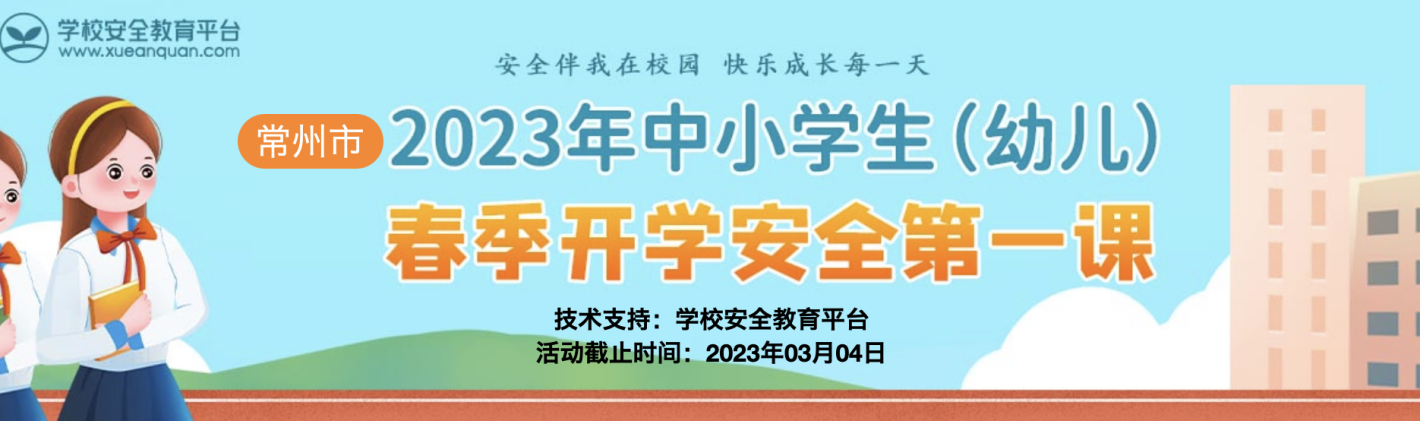 学校安全教育平台
www.xueanquan.com
安全伴我在校园 快乐成长每一天
常州市 2023年中小学生(幼儿)
春季开学安全第一课
技术支持：学校安全教育平台
活动截止时间：2023年03月04日